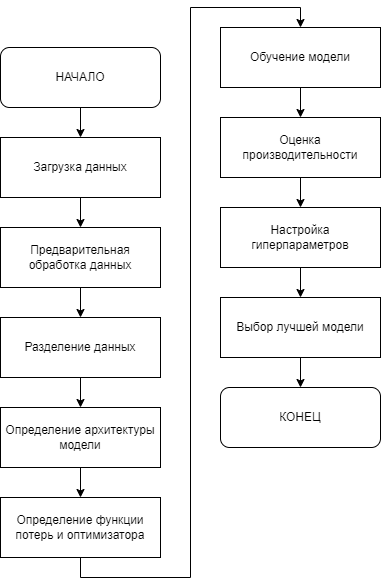 НАЧАЛО
Загрузка данных
Предварительная
обработка данных
Разделение данных
Определение архитектуры
модели
Определение функции
потерь и оптимизатора
Обучение модели
Оценка
производительности
Настройка
гиперпараметров
Выбор лучшей модели
КОНЕЦ